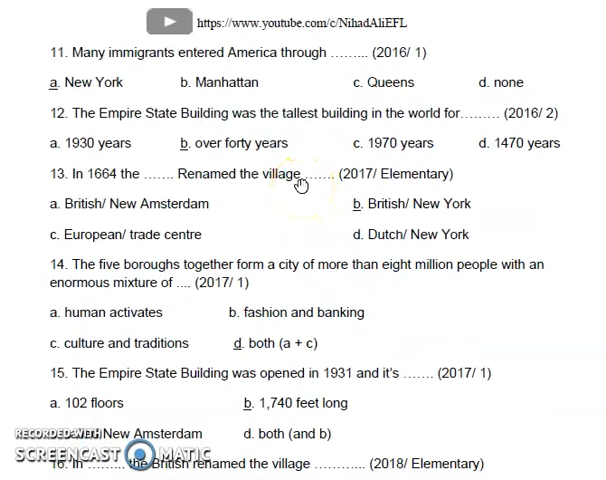 https://www.youtube.com/c/NihadAliEFL
11. Many immigrants entered America through ……... (2016/ 1)
a. New York b. Manhattan c. Queens d. none
12. The Empire State Building was the tallest building in the world for……… (2016/ 2)
a. 1930 years b. over forty years c. 1970 years d. 1470 years
13. In 1664 the ……. Renamed the village ……. (2017/ Elementary)
a. British/ New Amsterdam b. British/ New York
c. European/ trade centre d. Dutch/ New York
14. The five boroughs together form a city of more than eight million people with an
enormous mixture of .... (2017/ 1)
a. human activates b. fashion and banking
c. culture and traditions d. both (a + c)
15. The Empire State Building was opened in 1931 and it's ……. (2017/ 1)
a. 102 floors b. 1,740 feet long
New Amsterdam d. both (and b)
RECORDED WITH
SCREENCAST MATIC
16. In ……… the British renamed the village ……….. (2018/ Elementary)